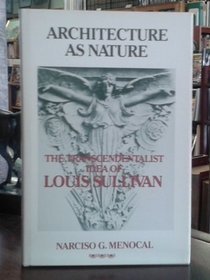 ARCHITECTURE
AS NATURE
THE TRANSCENDENTALIST
IDEA OF
LOUIS SULLIVAN
NARCISO G. MENOCAL